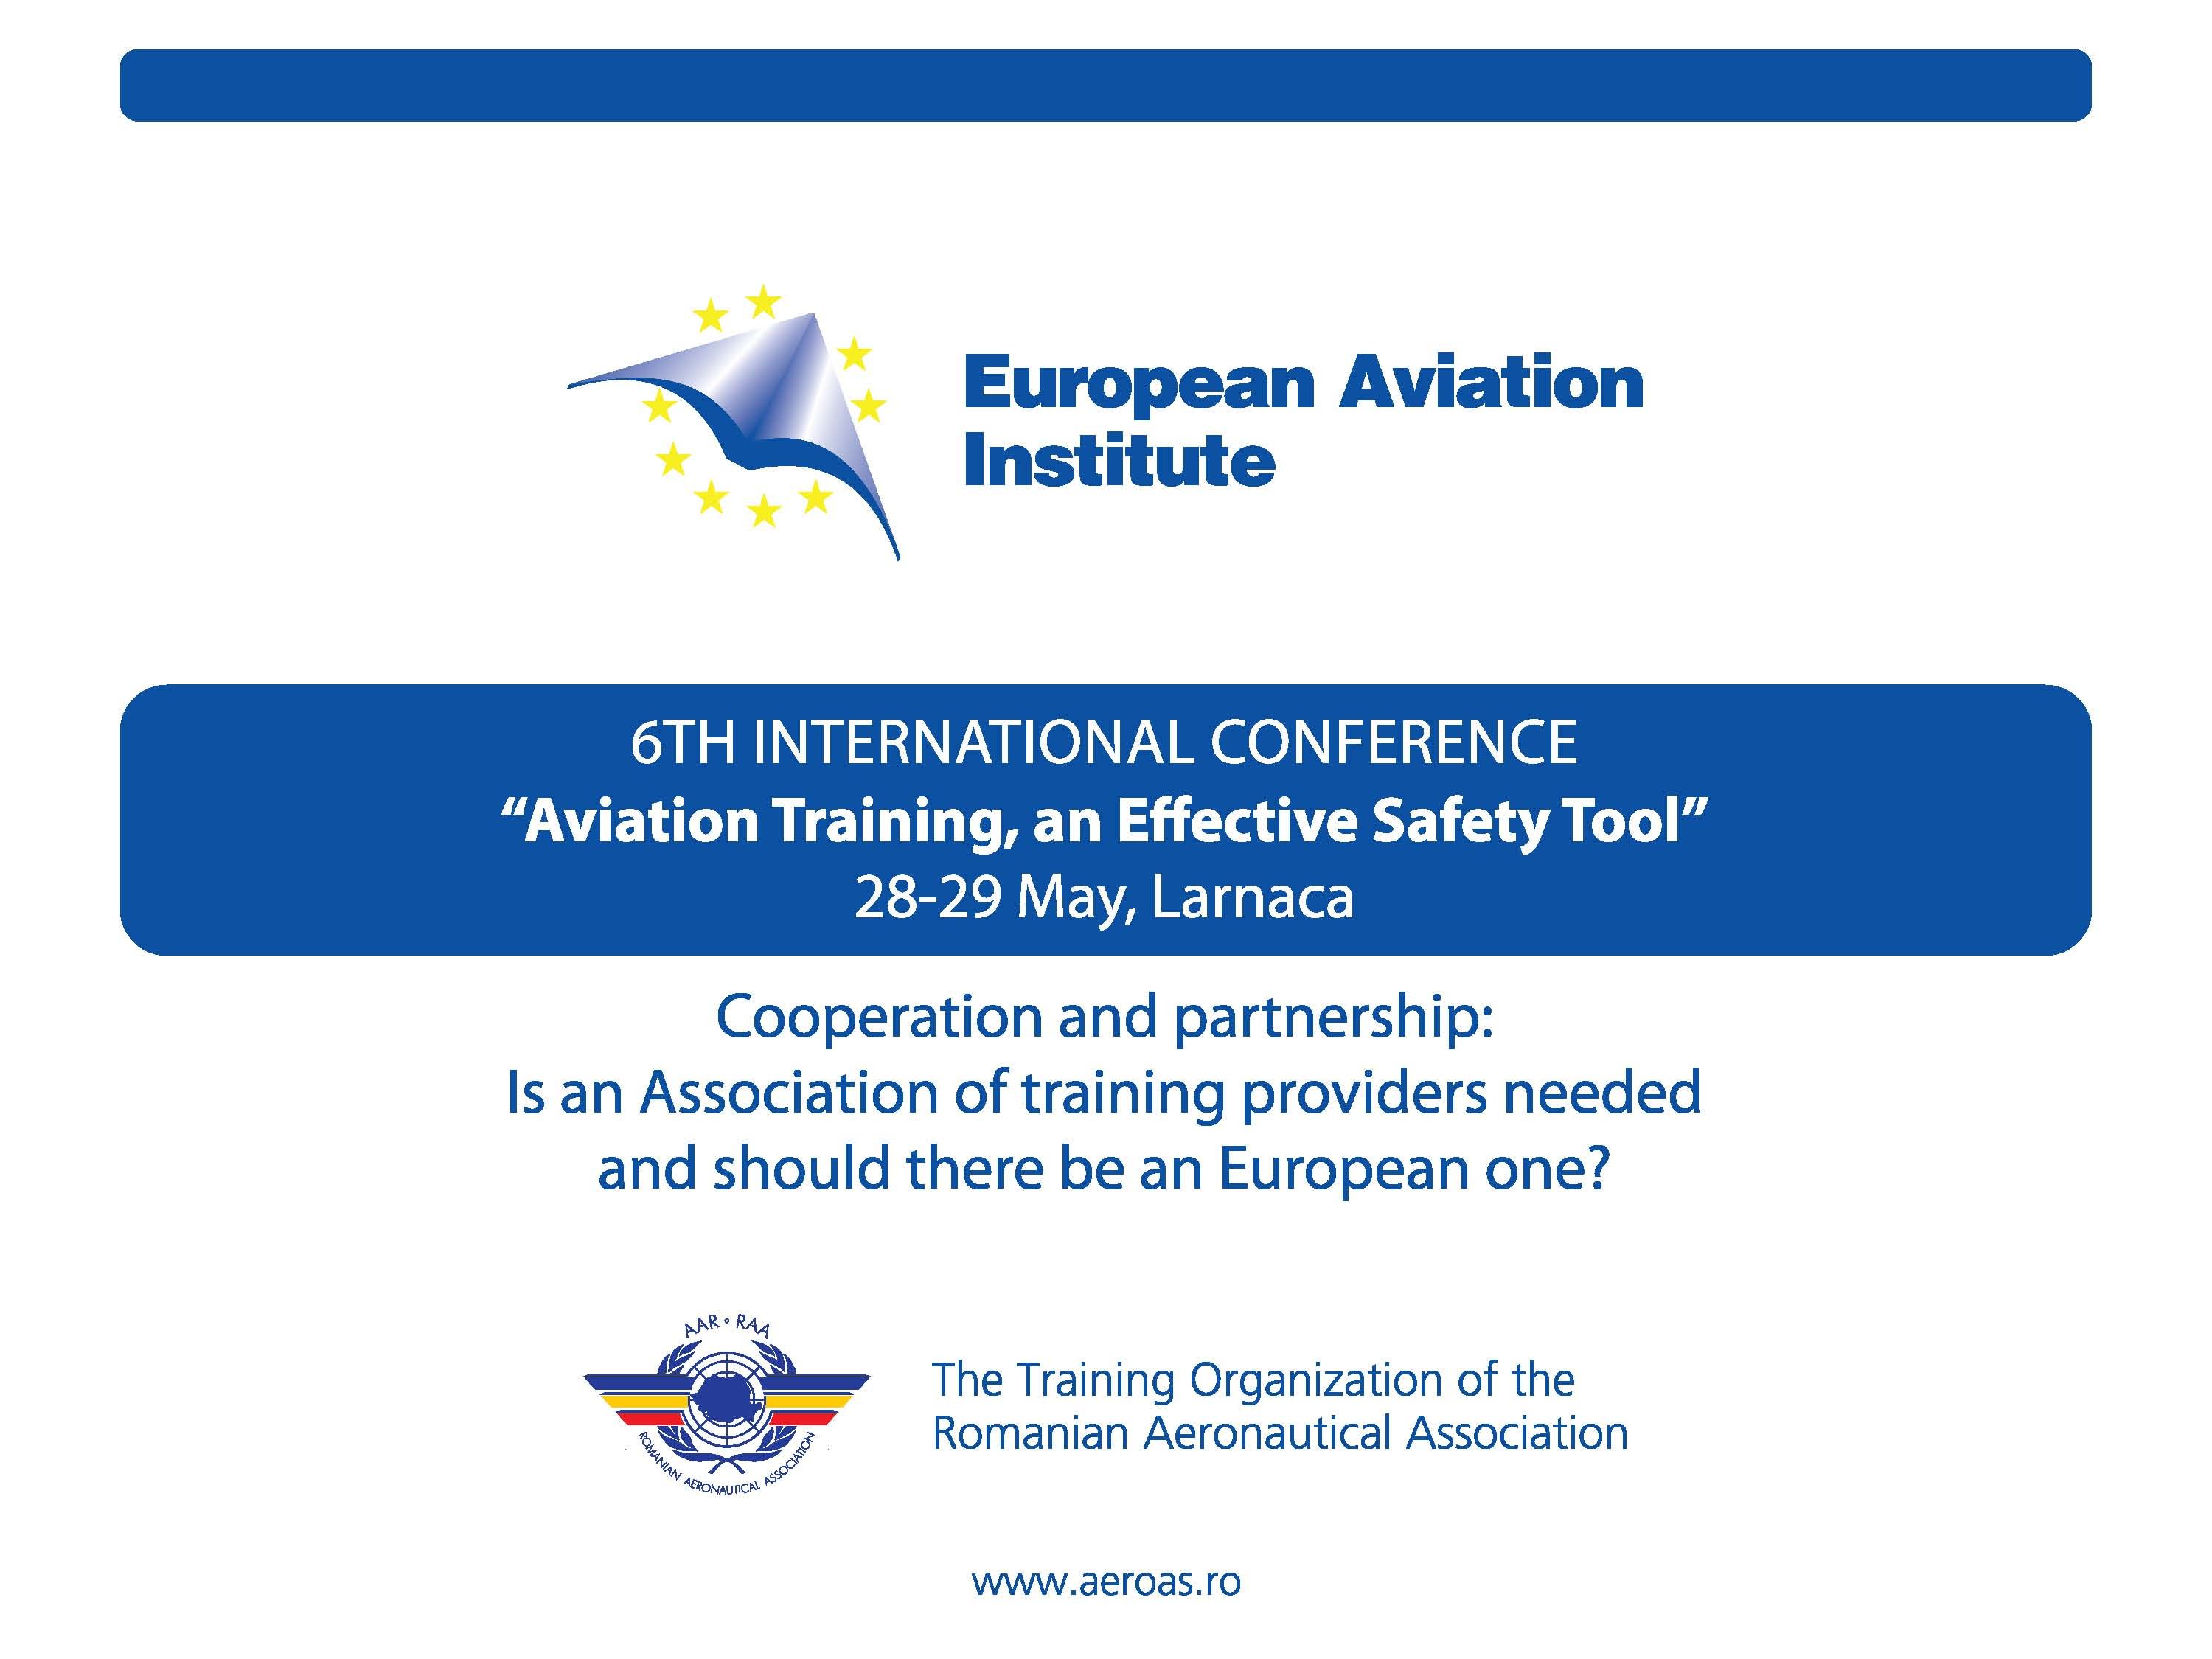 European Aviation
Institute
6TH INTERNATIONAL CONFERENCE
“Aviation Training, an Effective Safety Tool”
28-29 May, Larnaca
Cooperation and partnership:
Is an Association of training providers needed
and should there be an European one?
AAR • RAA
ROMANIAN AERONAUTICAL ASSOCIATION
The Training Organization of the
Romanian Aeronautical Association
www.aeroas.ro